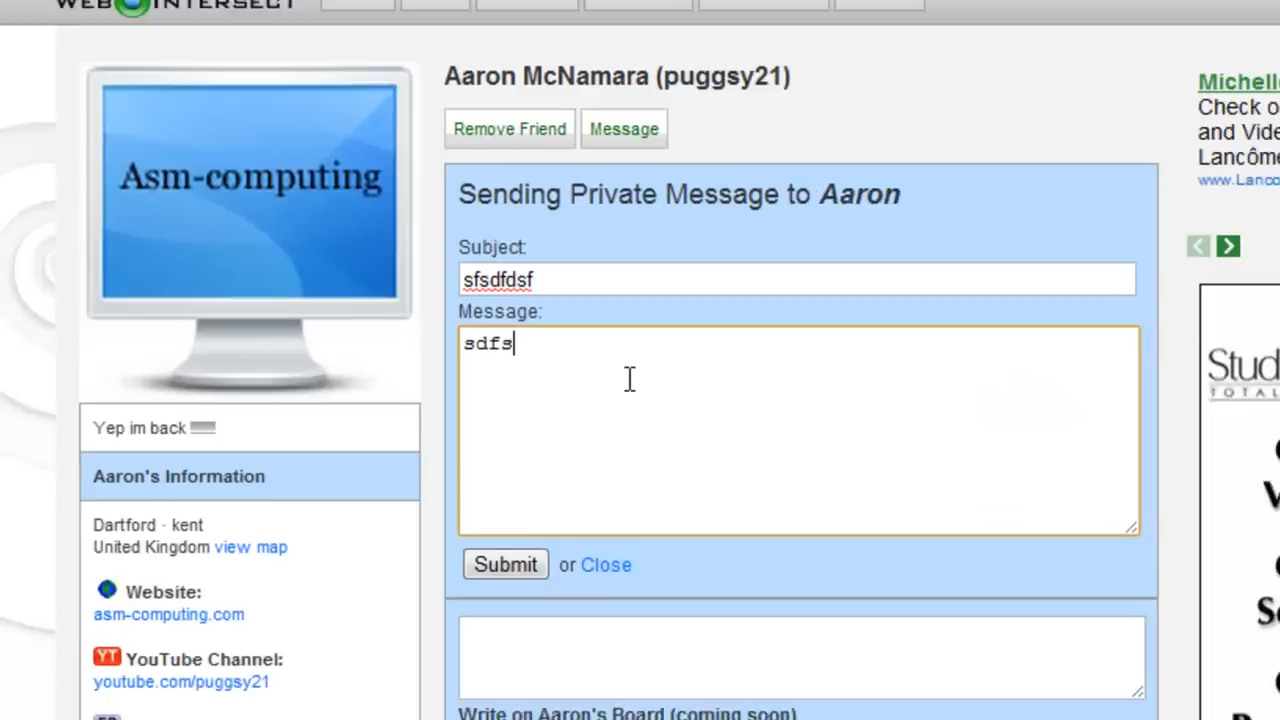 WEB INTERSECT
Aaron McNamara (puggsy21)
Remove Friend
Message
Asm-computing
Sending Private Message to Aaron
Subject:
sfsdfdsf
Message:
sdfs
Submit or Close
Yep im back
Aaron's Information
Dartford - kent
United Kingdom view map
Website:
asm-computing.com
YT YouTube Channel:
youtube.com/puggsy21
Write on Aaron's Board (coming soon)
Check o
and Vide
Lancôme
www.Lanco
Stud
TOTAL